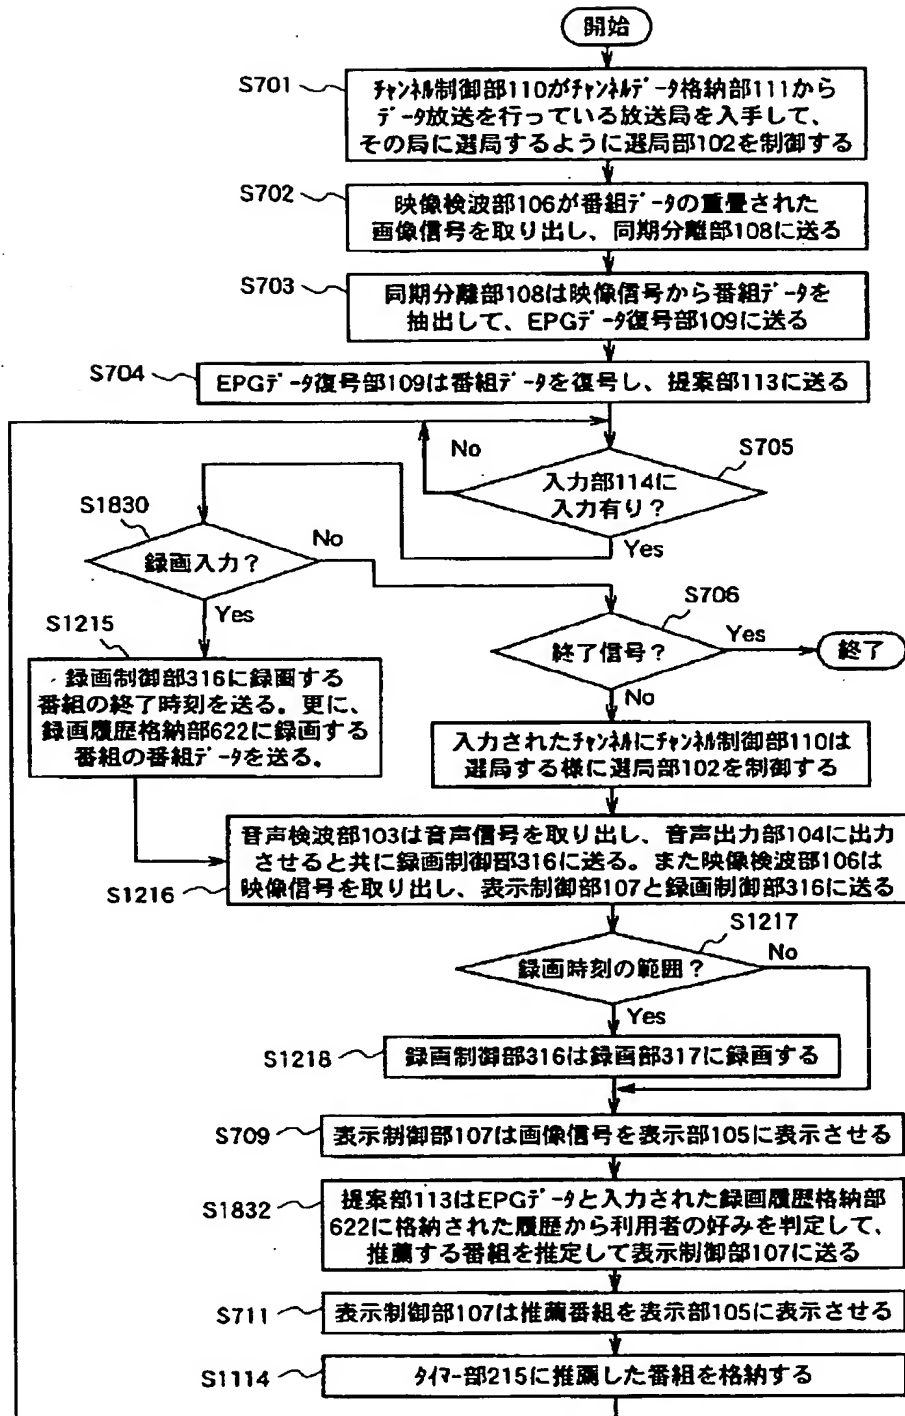 開始
S701
ﾁｬﾝﾈﾙ制御部110がﾁｬﾝﾈﾙﾃﾞｰﾀ格納部111から
ﾃﾞｰﾀ放送を行っている放送局を入手して、
その局に選局するように選局部102を制御する
S702
映像検波部106が番組ﾃﾞｰﾀの重畳された
画像信号を取り出し、同期分離部108に送る
S703
同期分離部108は映像信号から番組ﾃﾞｰﾀを
抽出して、EPGﾃﾞｰﾀ復号部109に送る
S704
EPGﾃﾞｰﾀ復号部109は番組ﾃﾞｰﾀを復号し、提案部113に送る
No
S705
入力部114に
入力有り？
Yes
S1830
録画入力？
No
Yes
S706
終了信号？
Yes
終了
No
S1215
録画制御部316に録画する
番組の終了時刻を送る。更に、
録画履歴格納部622に録画する
番組の番組ﾃﾞｰﾀを送る。
入力されたﾁｬﾝﾈﾙにﾁｬﾝﾈﾙ制御部110は
選局する様に選局部102を制御する
音声検波部103は音声信号を取り出し、音声出力部104に出力
させると共に録画制御部316に送る。また映像検波部106は
映像信号を取り出し、表示制御部107と録画制御部316に送る
S1216
S1217
録画時刻の範囲？
No
Yes
S1218
録画制御部316は録画部317に録画する
S709
表示制御部107は画像信号を表示部105に表示させる
S1832
提案部113はEPGﾃﾞｰﾀと入力された録画履歴格納部
622に格納された履歴から利用者の好みを判定して、
推薦する番組を推定して表示制御部107に送る
S711
表示制御部107は推薦番組を表示部105に表示させる
S1114
ﾀｲﾏｰ部215に推薦した番組を格納する